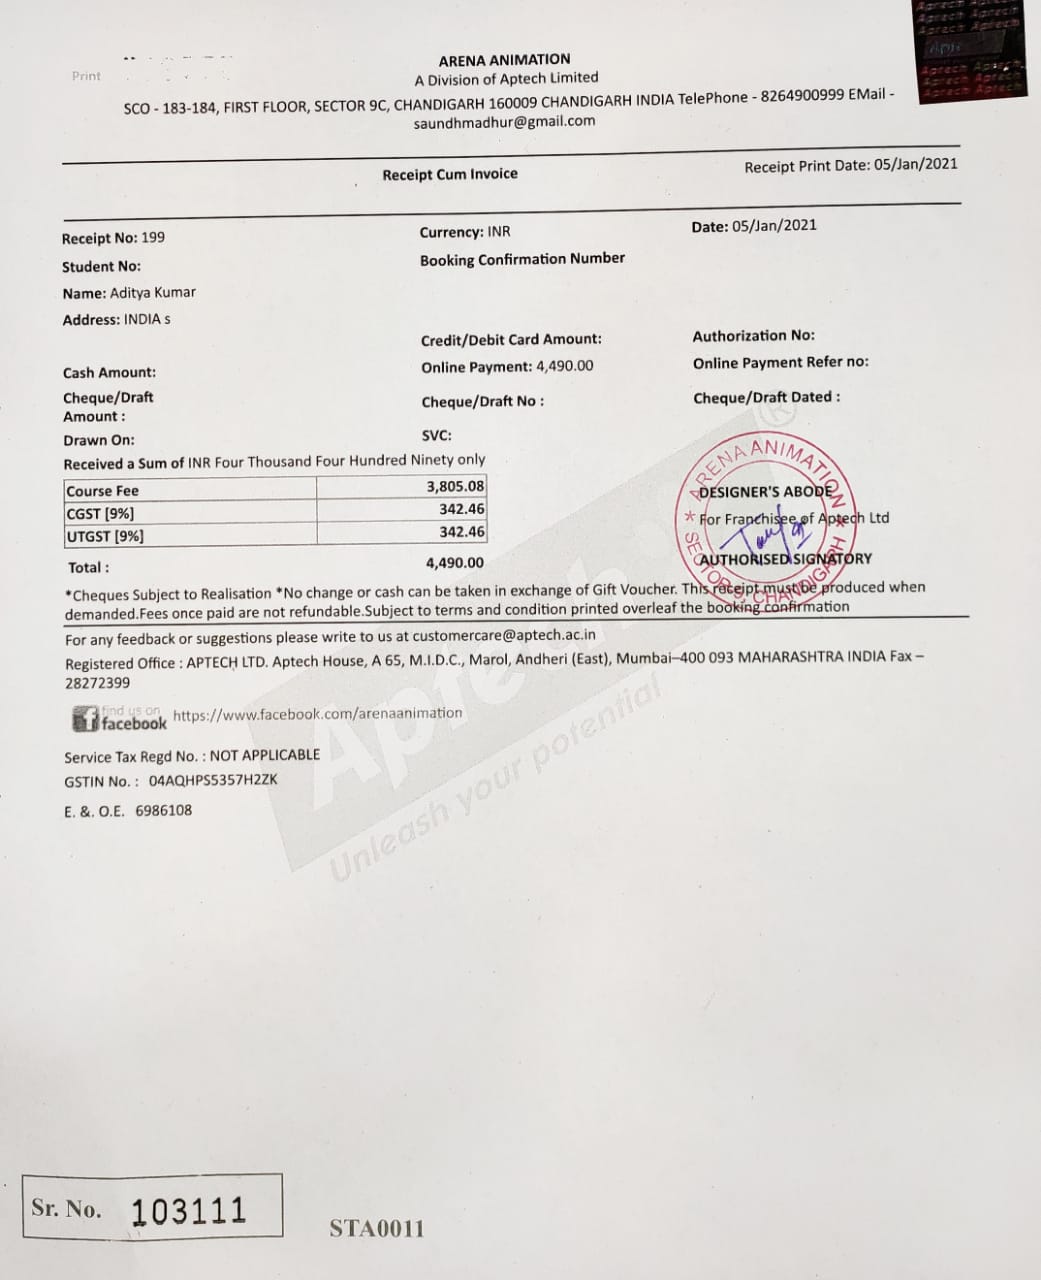 Print
ARENA ANIMATION
A Division of Aptech Limited
SCO - 183-184, FIRST FLOOR, SECTOR 9C, CHANDIGARH 160009 CHANDIGARH INDIA TelePhone - 8264900999 EMail -
saundhmadhur@gmail.com
Receipt Cum Invoice
Receipt Print Date: 05/Jan/2021
Receipt No: 199
Currency: INR
Date: 05/Jan/2021
Student No:
Booking Confirmation Number
Name: Aditya Kumar
Address: INDIA s
Credit/Debit Card Amount:
Authorization No:
Cash Amount:
Online Payment: 4,490.00
Online Payment Refer no:
Cheque/Draft
Amount :
Cheque/Draft No :
Cheque/Draft Dated :
Drawn On:
SVC:
Received a Sum of INR Four Thousand Four Hundred Ninety only
Course Fee 3,805.08
CGST [9%] 342.46
UTGST [9%] 342.46
Total : 4,490.00
ARENA ANIMATION
DESIGNER'S ABODE
For Franchisee of Aptech Ltd
AUTHORISED SIGNATORY
SECTOR 9, CHANDIGARH
*Cheques Subject to Realisation *No change or cash can be taken in exchange of Gift Voucher. This receipt must be produced when
demanded.Fees once paid are not refundable.Subject to terms and condition printed overleaf the booking confirmation
For any feedback or suggestions please write to us at customercare@aptech.ac.in
Registered Office : APTECH LTD. Aptech House, A 65, M.I.D.C., Marol, Andheri (East), Mumbai–400 093 MAHARASHTRA INDIA Fax –
28272399
find us on
facebook
https://www.facebook.com/arenaanimation
Service Tax Regd No. : NOT APPLICABLE
GSTIN No. : 04AQHPS5357H2ZK
E. &. O.E. 6986108
Aptech ®
Unleash your potential
Sr. No. 103111
STA0011
Aptech Aptech
Aptech Aptech
Aptech Aptech